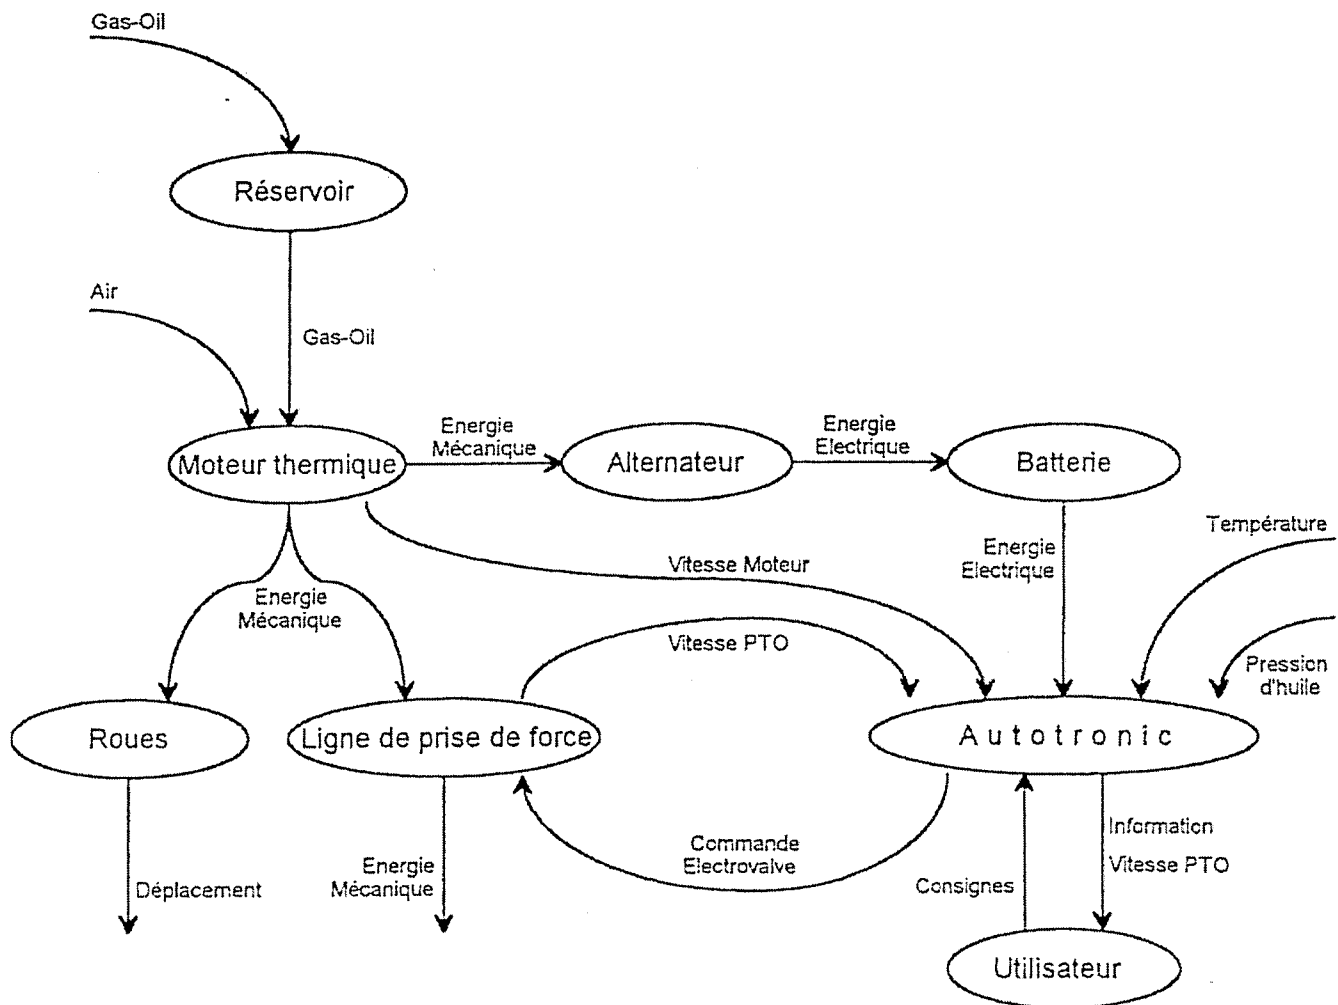 Gas-Oil
Réservoir
Air
Gas-Oil
Energie
Mécanique
Energie
Electrique
Moteur thermique
Alternateur
Batterie
Température
Energie
Electrique
Vitesse Moteur
Energie
Mécanique
Vitesse PTO
Pression
d'huile
Roues
Ligne de prise de force
Autotronic
Information
Commande
Electrovalve
Energie
Mécanique
Vitesse PTO
Déplacement
Consignes
Utilisateur